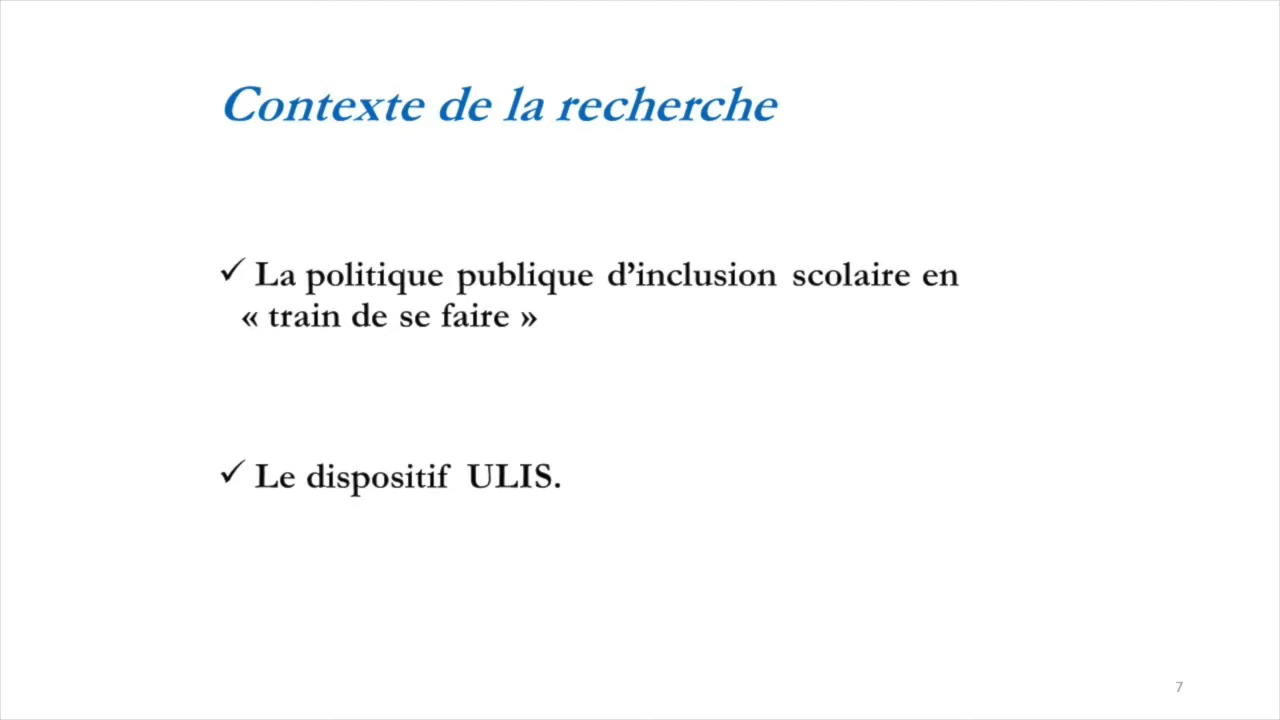 Contexte de la recherche
✓ La politique publique d’inclusion scolaire en
« train de se faire »
✓ Le dispositif ULIS.
7